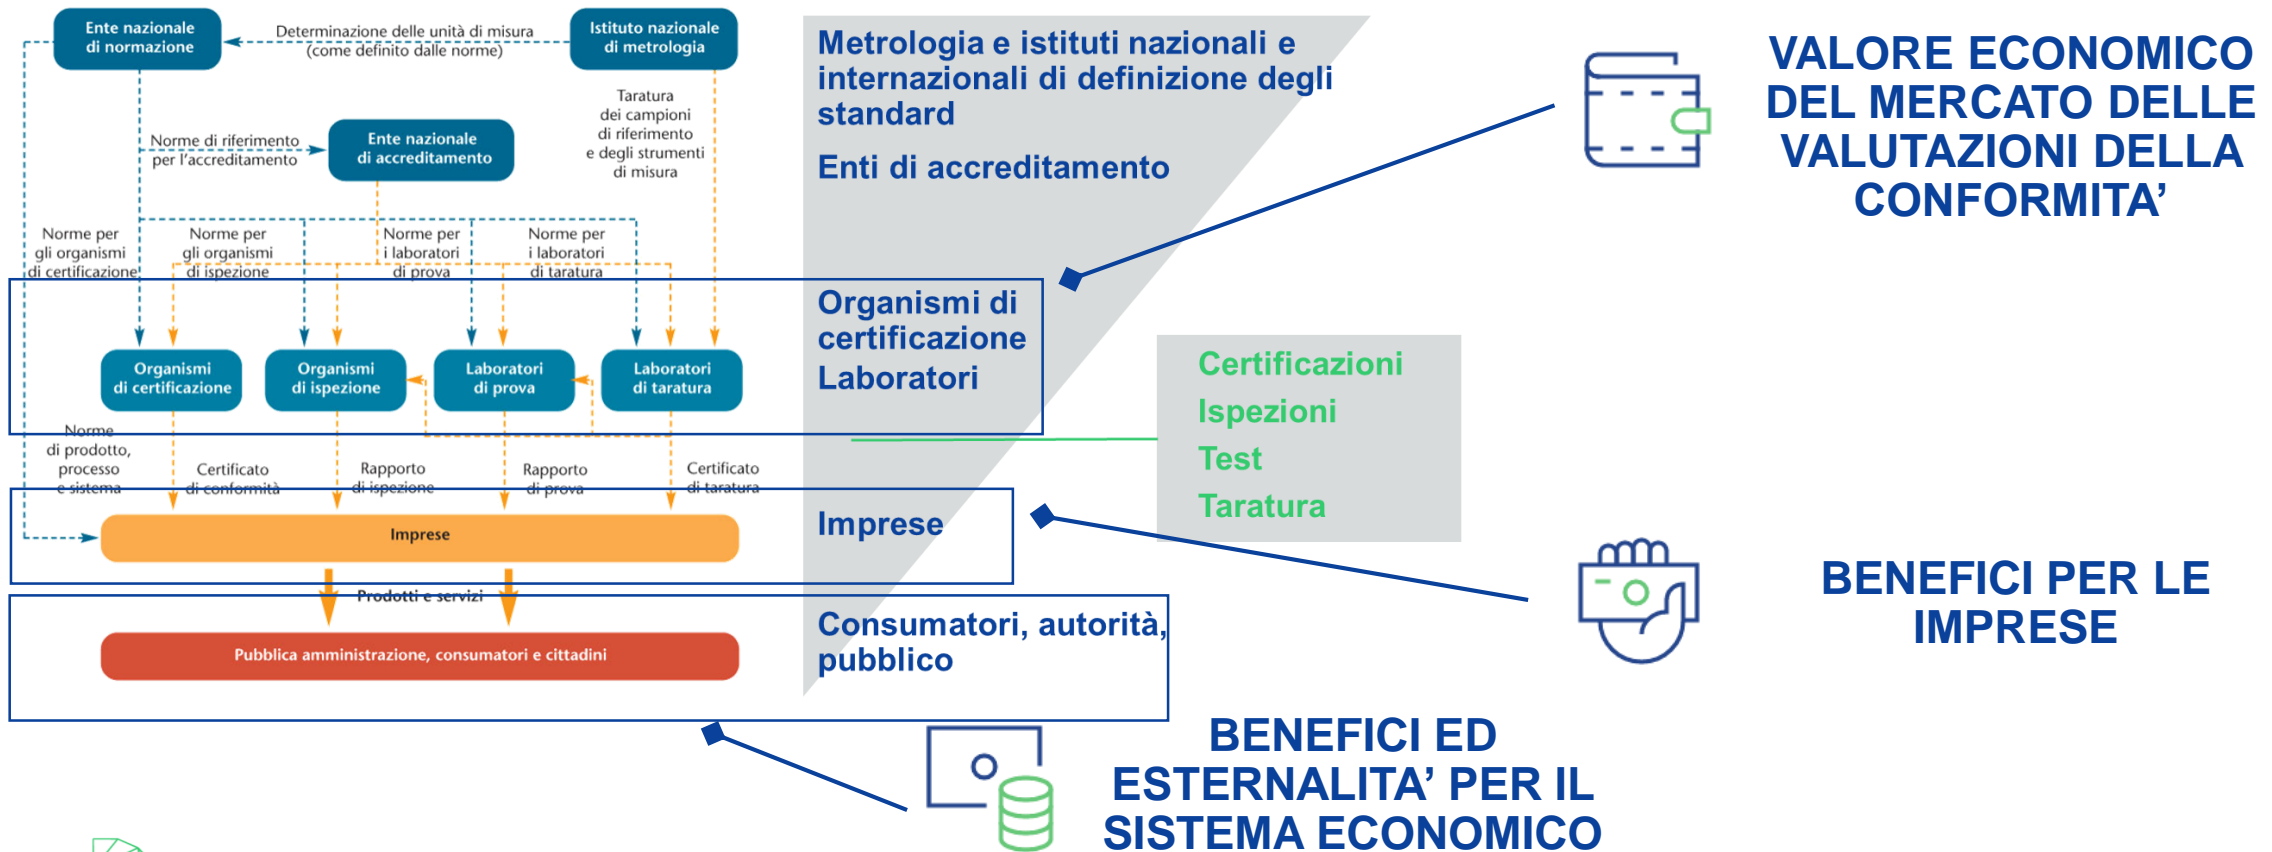 Ente nazionale
di normazione
Determinazione delle unità di misura
(come definito dalle norme)
Istituto nazionale
di metrologia
Taratura
dei campioni
di riferimento
e degli strumenti
di misura
Norme di riferimento
per l'accreditamento
Ente nazionale
di accreditamento
Norme per
gli organismi
di certificazione
Norme per
gli organismi
di ispezione
Norme per
i laboratori
di prova
Norme per
i laboratori
di taratura
Organismi
di certificazione
Organismi
di ispezione
Laboratori
di prova
Laboratori
di taratura
Norme
di prodotto,
processo
e sistema
Certificato
di conformità
Rapporto
di ispezione
Rapporto
di prova
Certificato
di taratura
Imprese
Prodotti e servizi
Pubblica amministrazione, consumatori e cittadini
Metrologia e istituti nazionali e
internazionali di definizione degli
standard
Enti di accreditamento
Organismi di
certificazione
Laboratori
Imprese
Consumatori, autorità,
pubblico
Certificazioni
Ispezioni
Test
Taratura
VALORE ECONOMICO
DEL MERCATO DELLE
VALUTAZIONI DELLA
CONFORMITA’
BENEFICI PER LE
IMPRESE
BENEFICI ED
ESTERNALITA’ PER IL
SISTEMA ECONOMICO